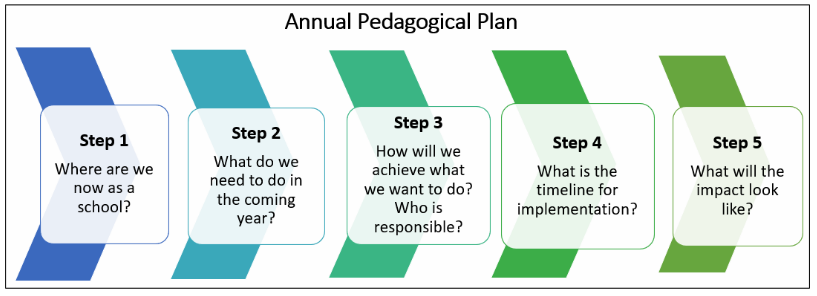 Annual Pedagogical Plan
Step 1
Where are we
now as a
school?
Step 2
What do we
need to do in
the coming
year?
Step 3
How will we
achieve what
we want to do?
Who is
responsible?
Step 4
What is the
timeline for
implementation?
Step 5
What will the
impact look
like?